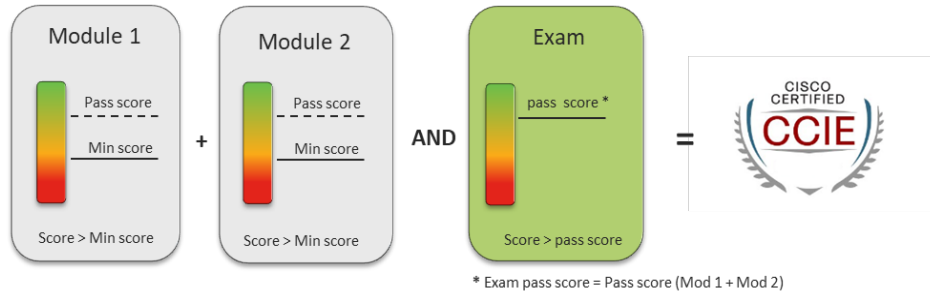 Module 1
Pass score
Min score
Score > Min score
+
Module 2
Pass score
Min score
Score > Min score
AND
Exam
pass score *
Score > pass score
=
CISCO
CERTIFIED
CCIE
* Exam pass score = Pass score (Mod 1 + Mod 2)